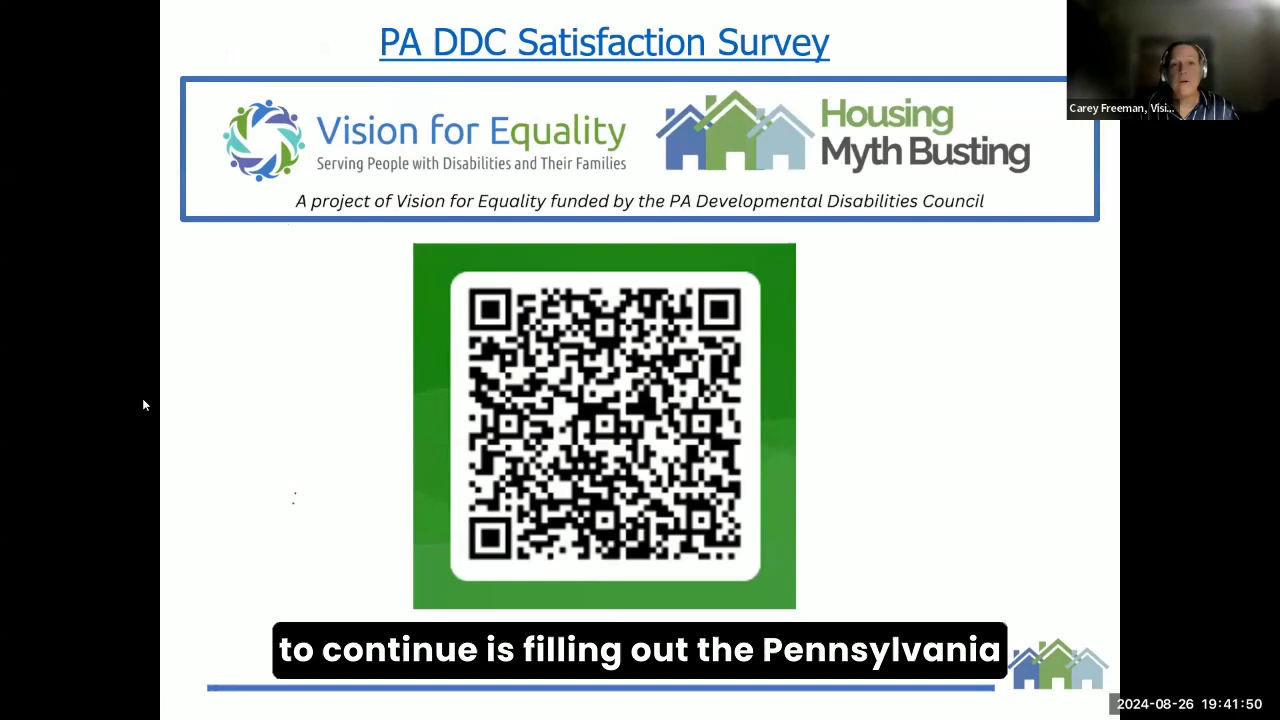 PA DDC Satisfaction Survey
Carey Freeman, Visi...
Vision for Equality
Serving People with Disabilities and Their Families
Housing
Myth Busting
A project of Vision for Equality funded by the PA Developmental Disabilities Council
to continue is filling out the Pennsylvania
2024-08-26 19:41:50